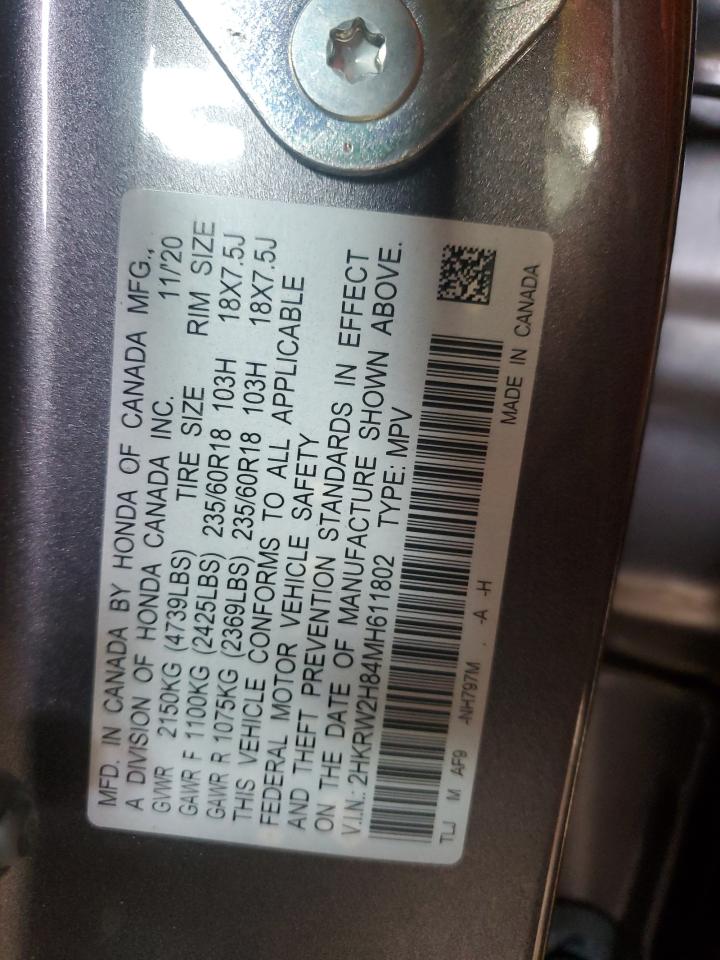 MFD. IN CANADA BY HONDA OF CANADA MFG.,
A DIVISION OF HONDA CANADA INC. 11/'20
GVWR 2150KG (4739LBS) TIRE SIZE RIM SIZE
GAWR F 1100KG (2425LBS) 235/60R18 103H 18X7.5J
GAWR R 1075KG (2369LBS) 235/60R18 103H 18X7.5J
THIS VEHICLE CONFORMS TO ALL APPLICABLE
FEDERAL MOTOR VEHICLE SAFETY
AND THEFT PREVENTION STANDARDS IN EFFECT
ON THE DATE OF MANUFACTURE SHOWN ABOVE.
V.I.N.: 2HKRW2H84MH611802 TYPE: MPV
TLJ M AF9 -NH797M . -A -H MADE IN CANADA